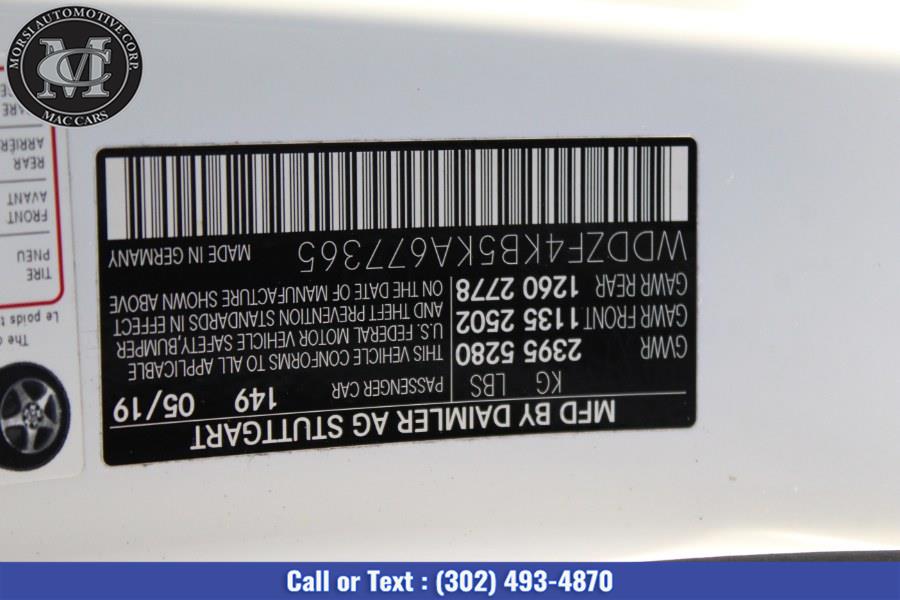 MORSI AUTOMOTIVE CORP.
MC
MAC CARS
MFD BY DAIMLER AG STUTTGART
KG LBS
GWR 2395 5280
GAWR FRONT 1135 2502
GAWR REAR 1260 2778
PASSENGER CAR 149 05/19
THIS VEHICLE CONFORMS TO ALL APPLICABLE
U.S. FEDERAL MOTOR VEHICLE SAFETY,BUMPER
AND THEFT PREVENTION STANDARDS IN EFFECT
ON THE DATE OF MANUFACTURE SHOWN ABOVE
WDDZF4KB5KA677365 MADE IN GERMANY
Le poids
TIRE
PNEU
FRONT
AVANT
REAR
Call or Text : (302) 493-4870